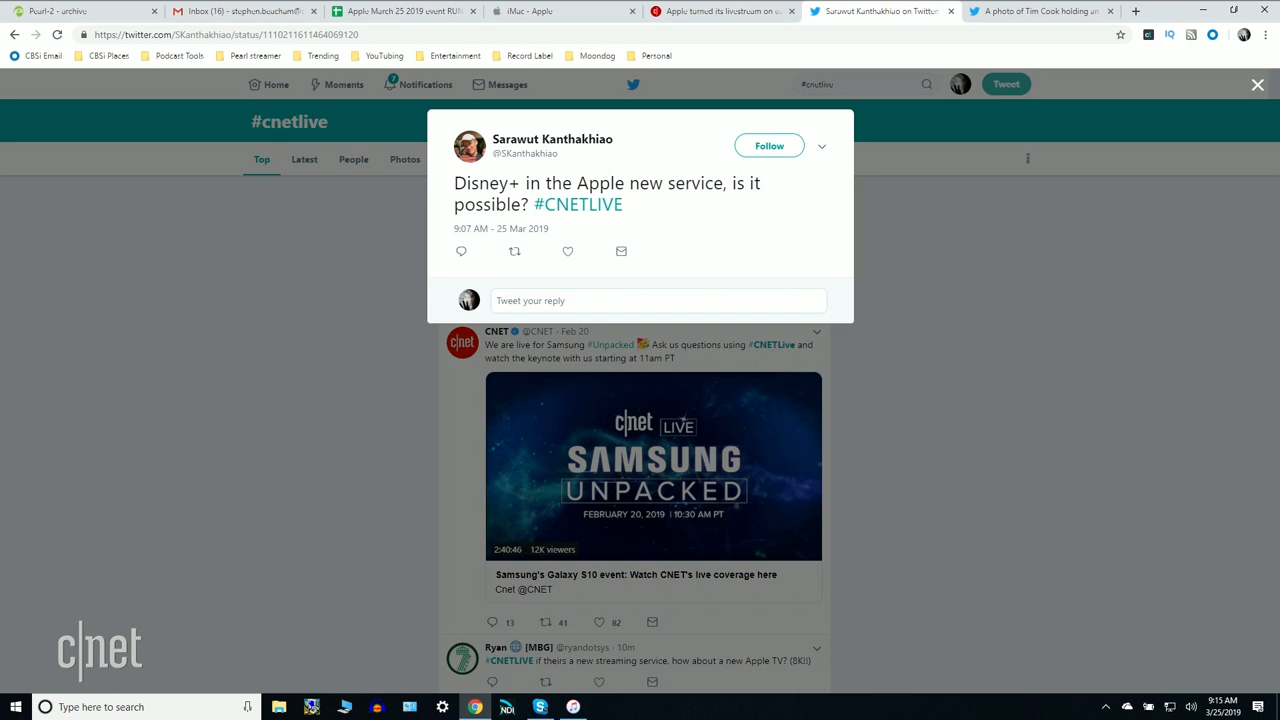 Pearl-2 - archive
Inbox (16) - stephen.beacham@
Apple March 25 2019 event RUN
iMac - Apple
Apple turned its livestream on u
Sarawut Kanthakhiao on Twitter:
A photo of Tim Cook holding an
https://twitter.com/SKanthakhiao/status/1110211611464069120
CBSi Email
CBSi Places
Podcast Tools
Pearl streamer
Trending
YouTubing
Entertainment
Record Label
Moondog
Personal
Home
Moments
7
Notifications
Messages
#cnetlive
Tweet
#cnetlive
Top
Latest
People
Photos
Sarawut Kanthakhiao
@SKanthakhiao
Follow
Disney+ in the Apple new service, is it
possible? #CNETLIVE
9:07 AM - 25 Mar 2019
Tweet your reply
CNET @CNET · Feb 20
We are live for Samsung #Unpacked Ask us questions using #CNETLive and
watch the keynote with us starting at 11am PT
c|net LIVE
SAMSUNG
UNPACKED
FEBRUARY 20, 2019 | 10:30 AM PT
2:40:46 12K viewers
Samsung's Galaxy S10 event: Watch CNET's live coverage here
Cnet @CNET
13 41 82
Ryan [MBG] @ryandotsys · 10m
#CNETLIVE if theirs a new streaming service, how about a new Apple TV? (8K!!)
c|net
Type here to search
NDI
9:15 AM
3/25/2019